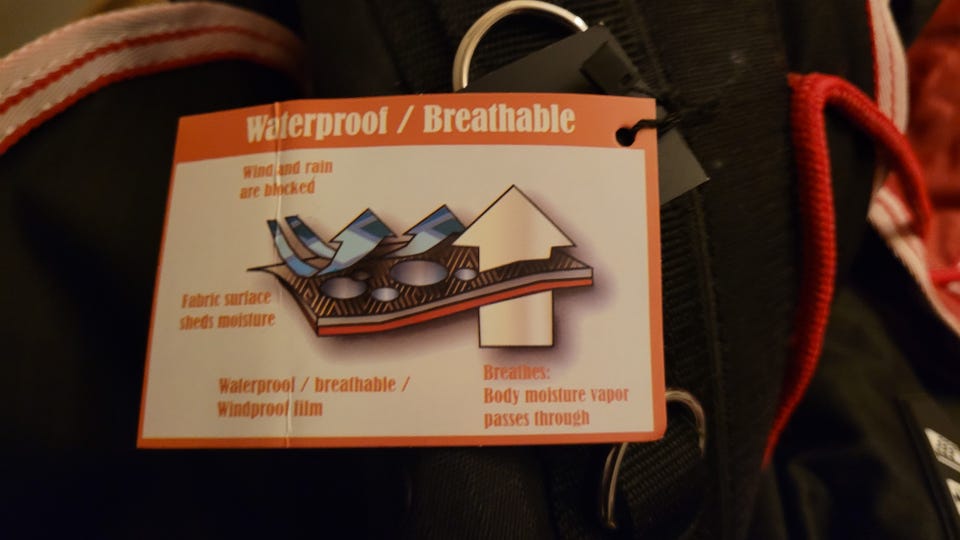 Waterproof / Breathable
Wind and rain
are blocked
Fabric surface
sheds moisture
Waterproof / breathable /
Windproof film
Breathes:
Body moisture vapor
passes through